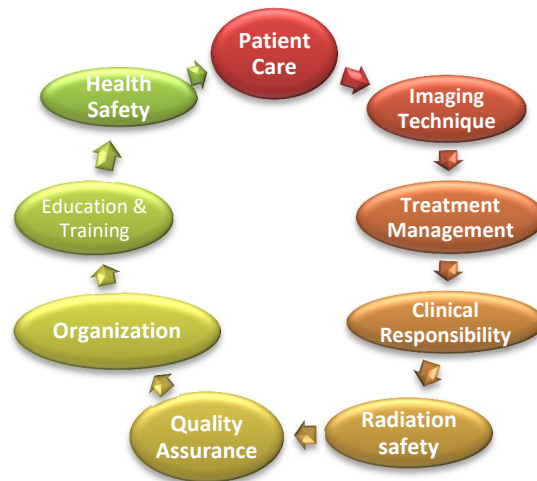 Patient
Care
Imaging
Technique
Treatment
Management
Clinical
Responsibility
Radiation
safety
Quality
Assurance
Organization
Education &
Training
Health
Safety